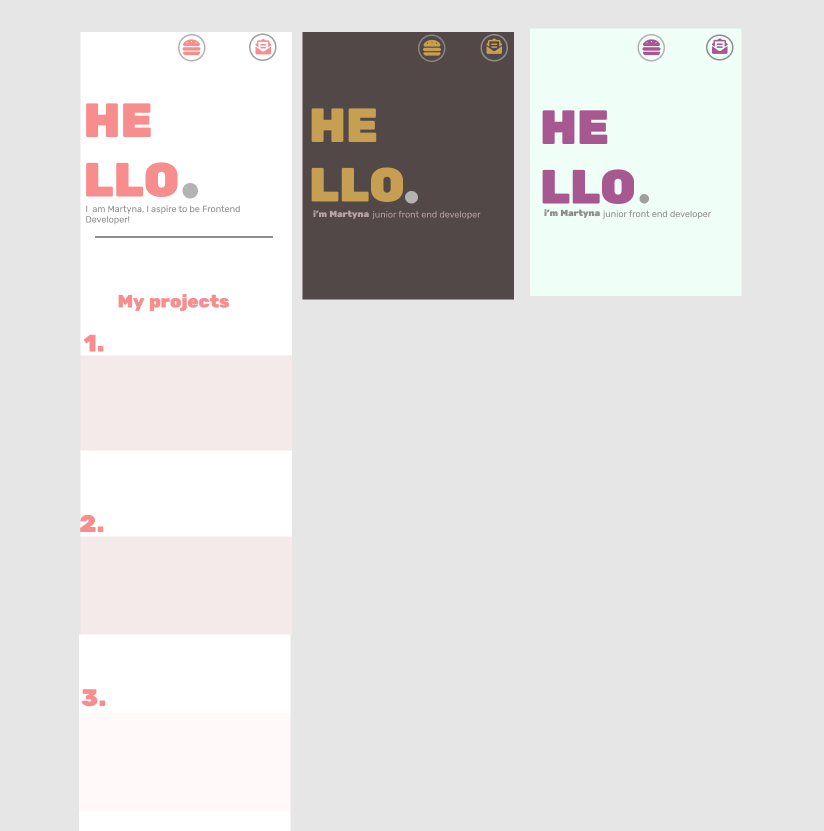 HE
LLO.
I am Martyna, I aspire to be Frontend
Developer!
My projects
1.
2.
3.
HE
LLO.
i'm Martyna junior front end developer
HE
LLO.
i'm Martyna junior front end developer